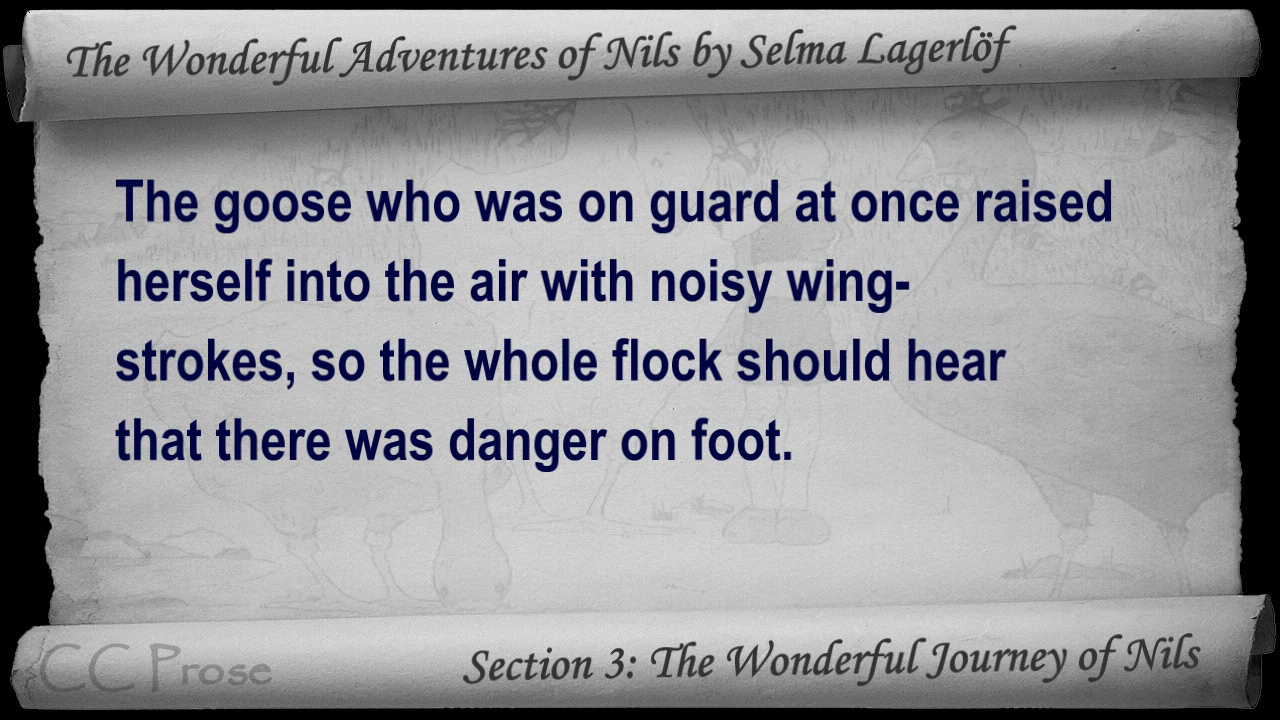 The Wonderful Adventures of Nils by Selma Lagerlöf
The goose who was on guard at once raised
herself into the air with noisy wing-
strokes, so the whole flock should hear
that there was danger on foot.
CC Prose
Section 3: The Wonderful Journey of Nils